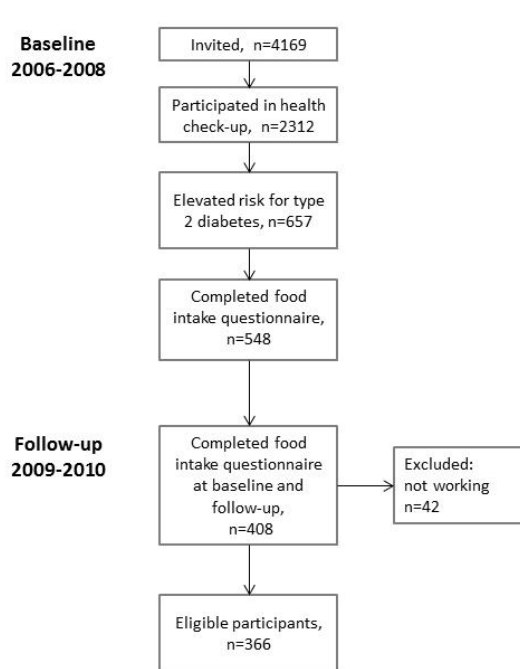 Baseline
2006-2008
Invited, n=4169
Participated in health
check-up, n=2312
Elevated risk for type
2 diabetes, n=657
Completed food
intake questionnaire,
n=548
Follow-up
2009-2010
Completed food
intake questionnaire
at baseline and
follow-up,
n=408
Excluded:
not working
n=42
Eligible participants,
n=366